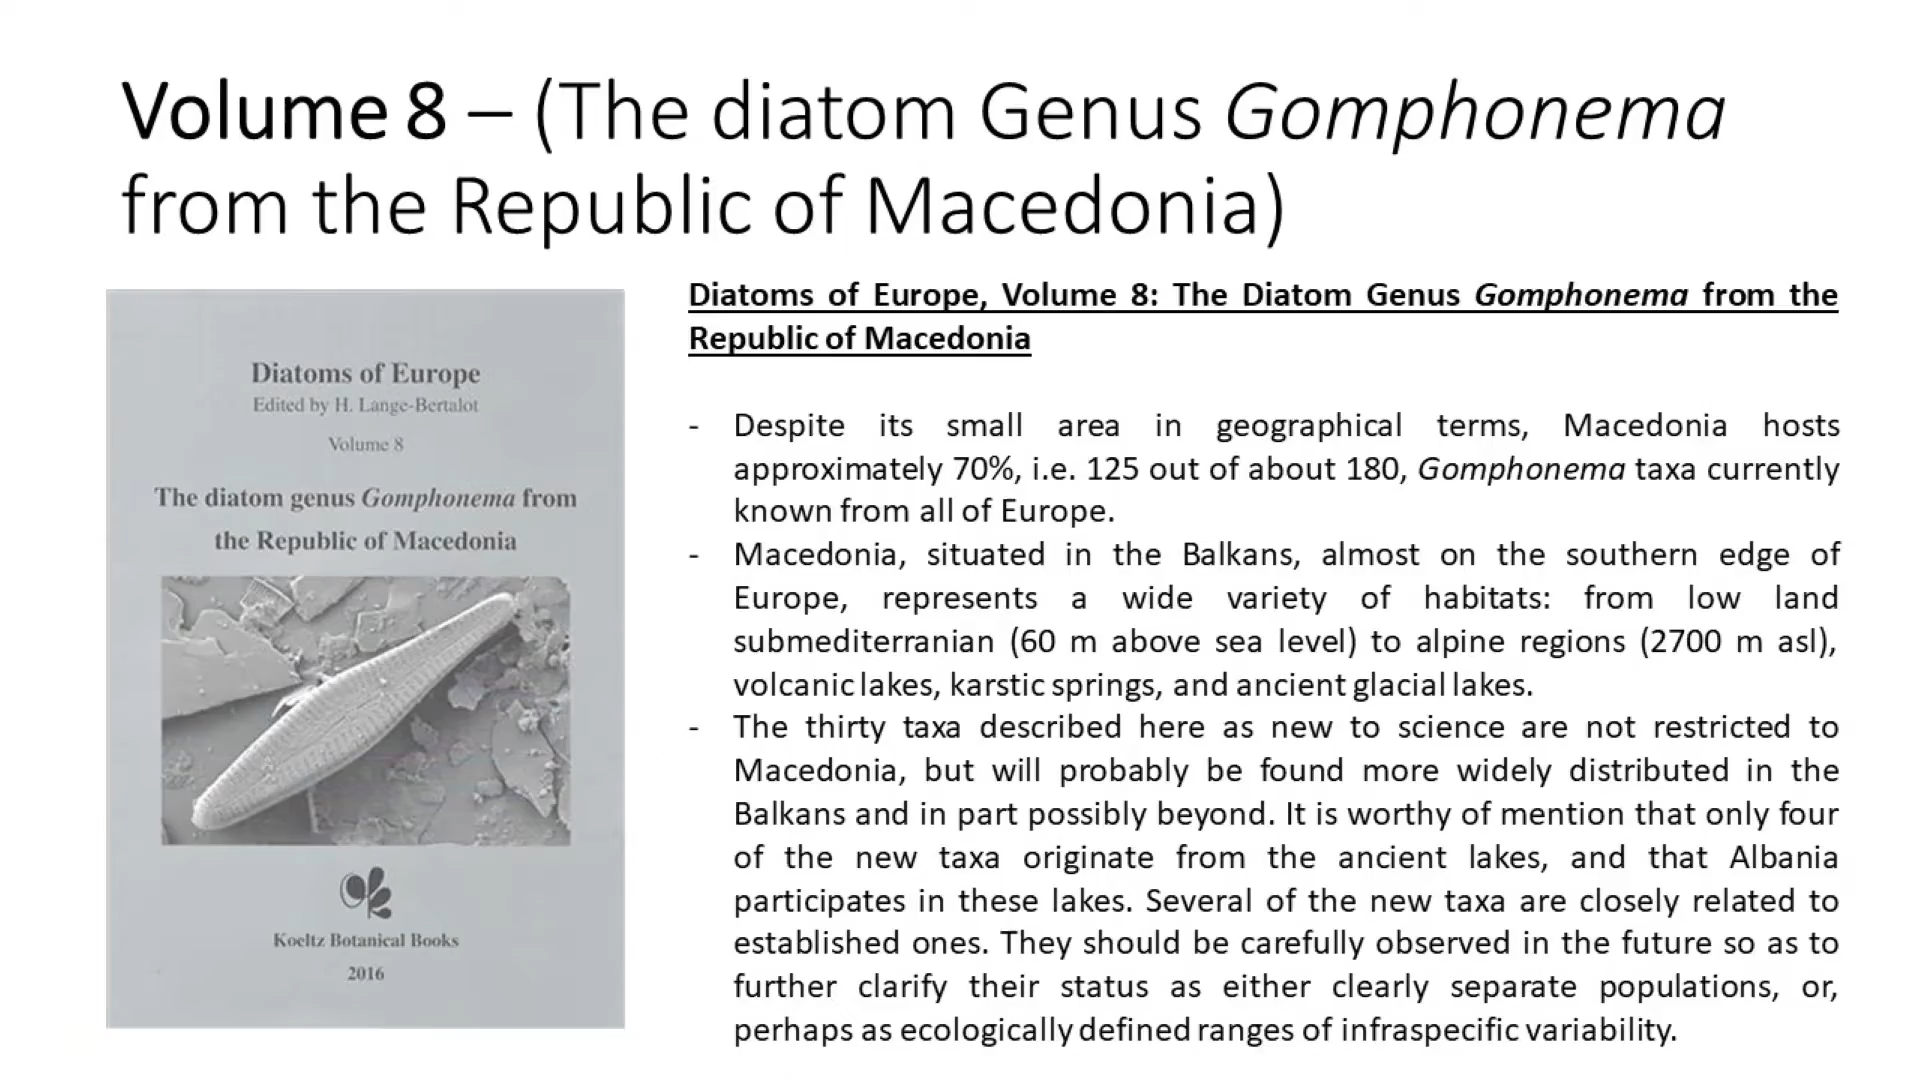 Volume 8 – (The diatom Genus Gomphonema
from the Republic of Macedonia)
Diatoms of Europe
Edited by H. Lange-Bertalot
Volume 8
The diatom genus Gomphonema from
the Republic of Macedonia
Koeltz Botanical Books
2016
Diatoms of Europe, Volume 8: The Diatom Genus Gomphonema from the
Republic of Macedonia
- Despite its small area in geographical terms, Macedonia hosts
approximately 70%, i.e. 125 out of about 180, Gomphonema taxa currently
known from all of Europe.
- Macedonia, situated in the Balkans, almost on the southern edge of
Europe, represents a wide variety of habitats: from low land
submediterranian (60 m above sea level) to alpine regions (2700 m asl),
volcanic lakes, karstic springs, and ancient glacial lakes.
- The thirty taxa described here as new to science are not restricted to
Macedonia, but will probably be found more widely distributed in the
Balkans and in part possibly beyond. It is worthy of mention that only four
of the new taxa originate from the ancient lakes, and that Albania
participates in these lakes. Several of the new taxa are closely related to
established ones. They should be carefully observed in the future so as to
further clarify their status as either clearly separate populations, or,
perhaps as ecologically defined ranges of infraspecific variability.